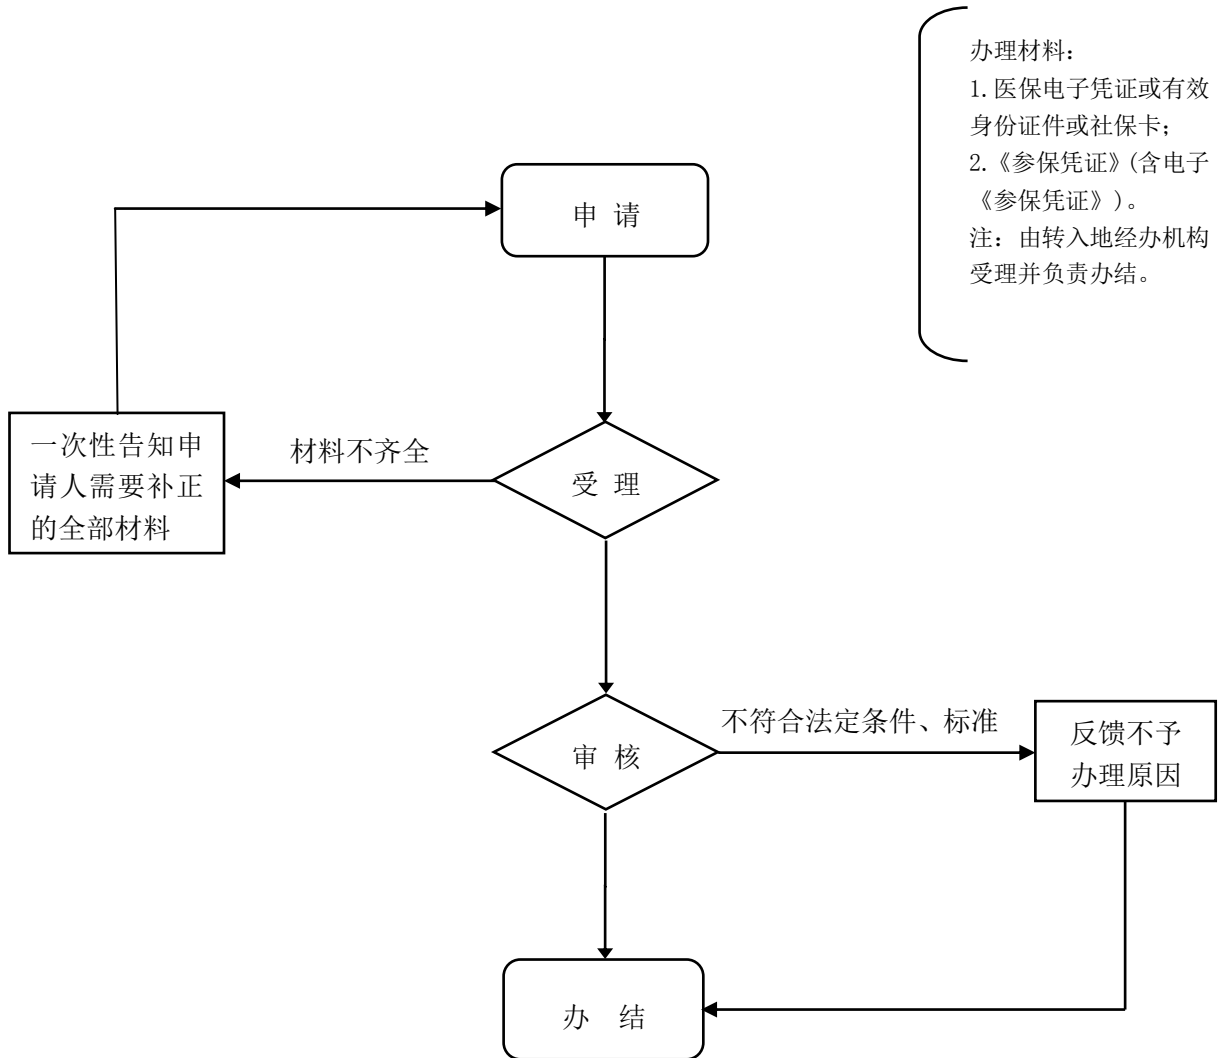 办理材料：
1.医保电子凭证或有效
身份证件或社保卡；
2.《参保凭证》(含电子
《参保凭证》)。
注：由转入地经办机构
受理并负责办结。
申 请
材料不齐全
一次性告知申
请人需要补正
的全部材料
受 理
不符合法定条件、标准
审 核
反馈不予
办理原因
办 结